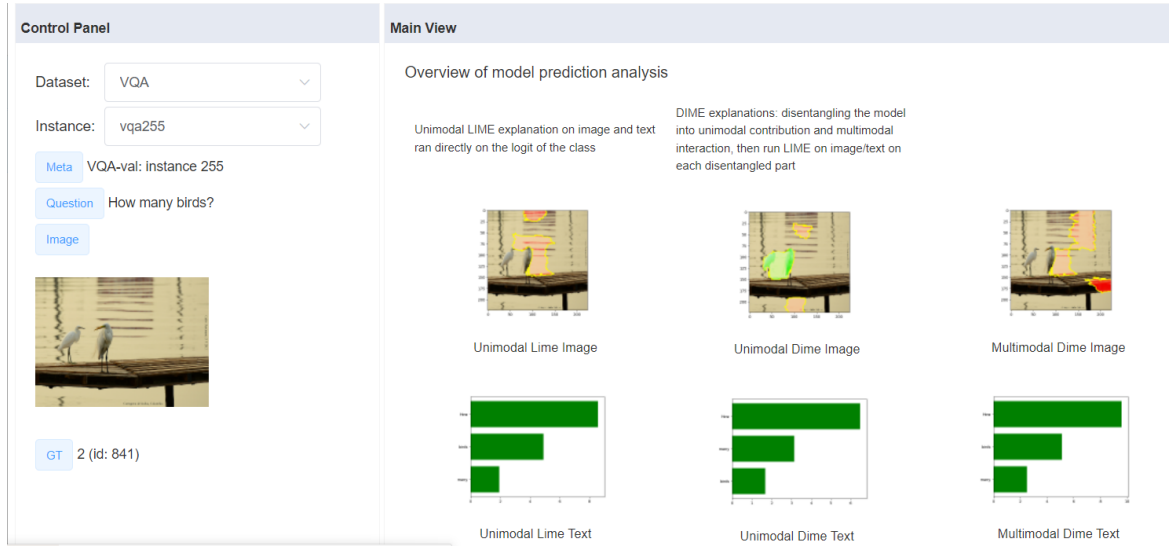 Control Panel
Main View
Dataset:
VQA
Instance:
vqa255
Meta
VQA-val: instance 255
Question
How many birds?
Image
GT
2 (id: 841)
Overview of model prediction analysis
Unimodal LIME explanation on image and text
ran directly on the logit of the class
DIME explanations: disentangling the model
into unimodal contribution and multimodal
interaction, then run LIME on image/text on
each disentangled part
Unimodal Lime Image
Unimodal Dime Image
Multimodal Dime Image
Unimodal Lime Text
Unimodal Dime Text
Multimodal Dime Text